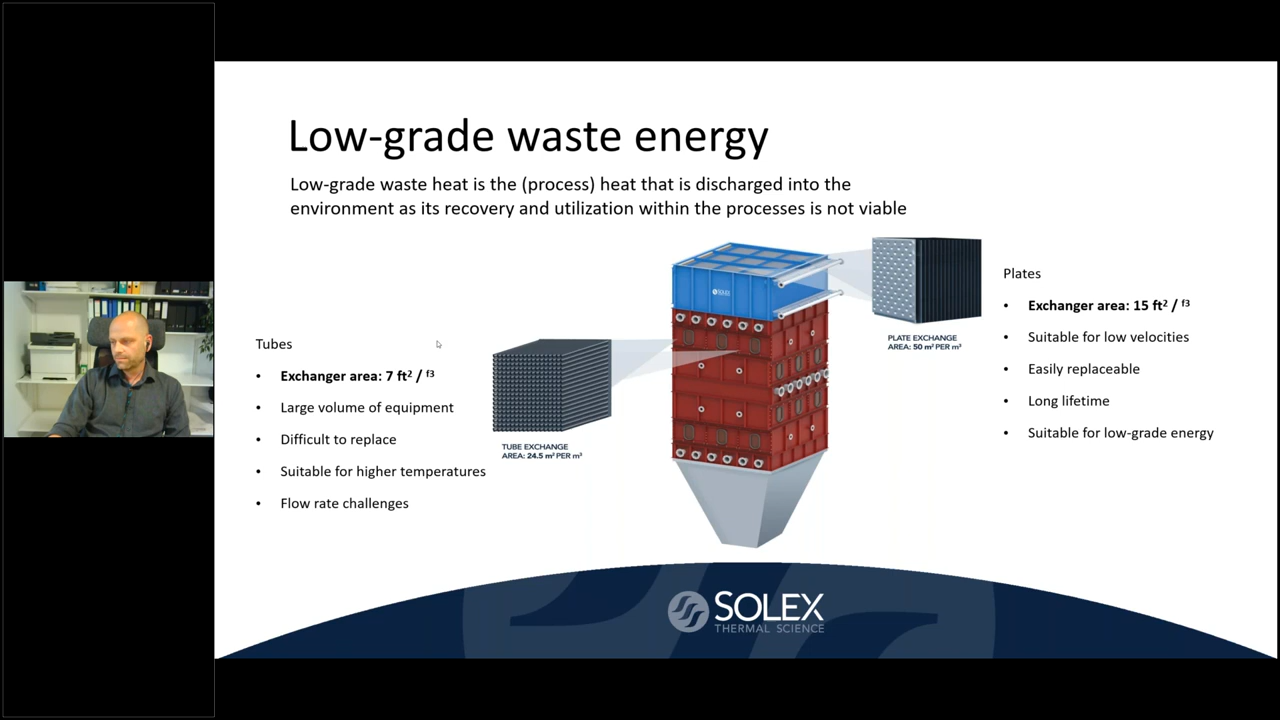 Low-grade waste energy
Low-grade waste heat is the (process) heat that is discharged into the
environment as its recovery and utilization within the processes is not viable
Tubes
• Exchanger area: 7 ft² / f³
• Large volume of equipment
• Difficult to replace
• Suitable for higher temperatures
• Flow rate challenges
TUBE EXCHANGE
AREA: 24.5 m² PER m³
SOLEX
PLATE EXCHANGE
AREA: 50 m² PER m³
Plates
• Exchanger area: 15 ft² / f³
• Suitable for low velocities
• Easily replaceable
• Long lifetime
• Suitable for low-grade energy
SOLEX
THERMAL SCIENCE